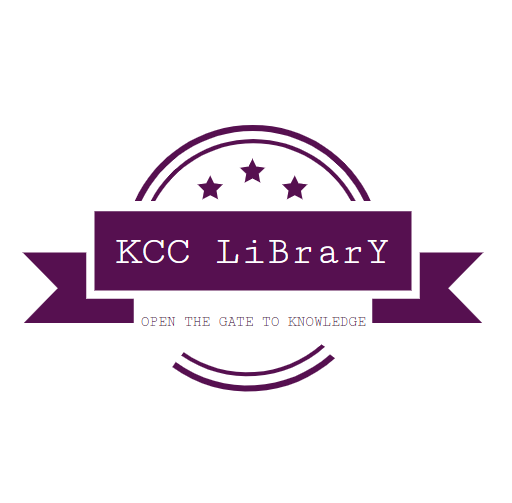 KCC LiBrarY
OPEN THE GATE TO KNOWLEDGE